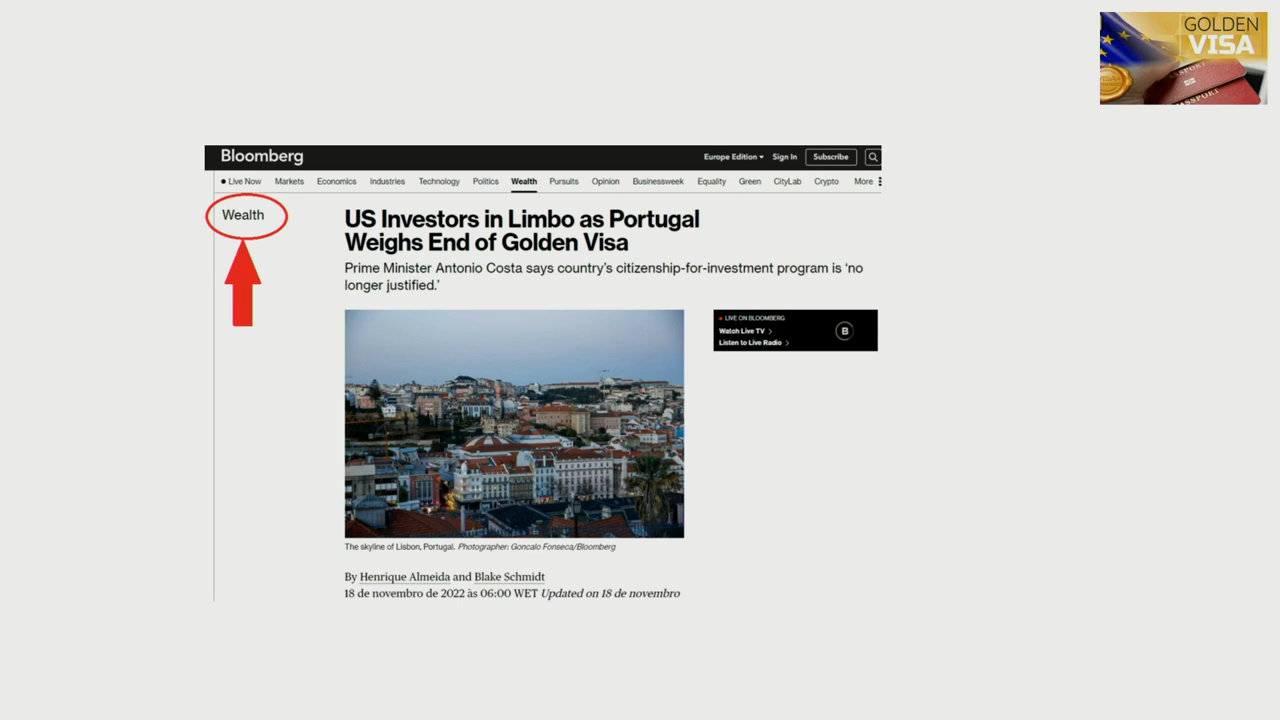 GOLDEN
VISA
VISA
PASSPORT
Bloomberg
Europe Edition Sign In Subscribe
Live Now Markets Economics Industries Technology Politics Wealth Pursuits Opinion Businessweek Equality Green CityLab Crypto More
Wealth
US Investors in Limbo as Portugal
Weighs End of Golden Visa
Prime Minister Antonio Costa says country’s citizenship-for-investment program is ‘no
longer justified.’
LIVE ON BLOOMBERG
Watch Live TV
Listen to Live Radio
B
The skyline of Lisbon, Portugal. Photographer: Goncalo Fonseca/Bloomberg
By Henrique Almeida and Blake Schmidt
18 de novembro de 2022 às 06:00 WET Updated on 18 de novembro